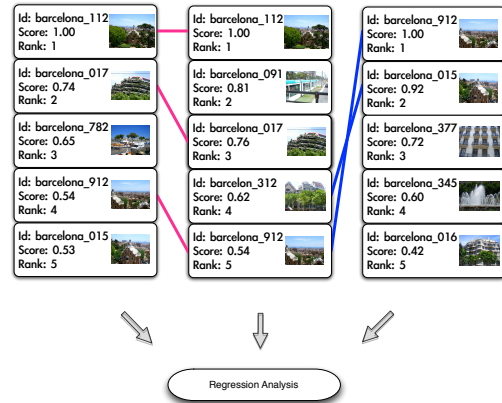 Id: barcelona_112
Score: 1.00
Rank: 1
Id: barcelona_017
Score: 0.74
Rank: 2
Id: barcelona_782
Score: 0.65
Rank: 3
Id: barcelona_912
Score: 0.54
Rank: 4
Id: barcelona_015
Score: 0.53
Rank: 5
Id: barcelona_112
Score: 1.00
Rank: 1
Id: barcelona_091
Score: 0.81
Rank: 2
Id: barcelona_017
Score: 0.76
Rank: 3
Id: barcelon_312
Score: 0.62
Rank: 4
Id: barcelona_912
Score: 0.54
Rank: 5
Id: barcelona_912
Score: 1.00
Rank: 1
Id: barcelona_015
Score: 0.92
Rank: 2
Id: barcelona_377
Score: 0.72
Rank: 3
Id: barcelona_345
Score: 0.60
Rank: 4
Id: barcelona_016
Score: 0.42
Rank: 5
Regression Analysis